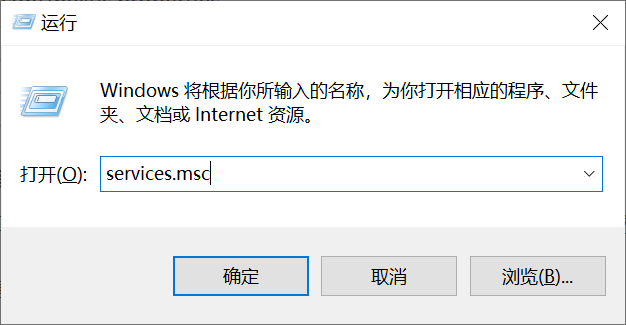 运行
Windows 将根据你所输入的名称，为你打开相应的程序、文件
夹、文档或 Internet 资源。
打开(O): services.msc
确定 取消 浏览(B)...